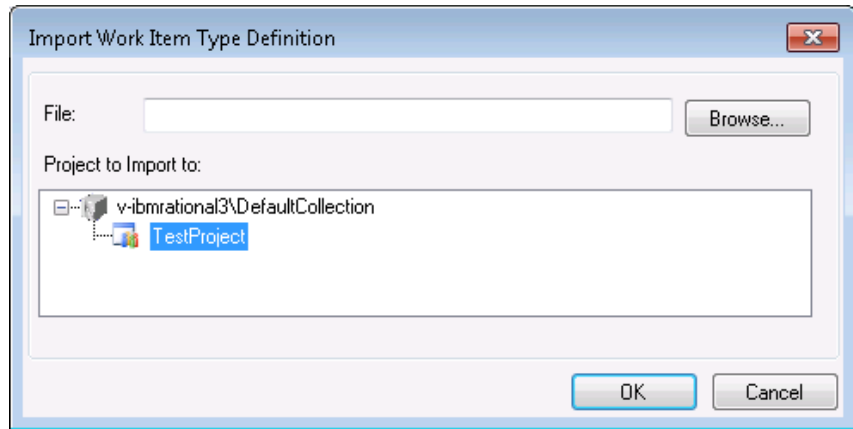 Import Work Item Type Definition
File:
Browse...
Project to Import to:
v-ibmrational3\DefaultCollection
TestProject
OK Cancel